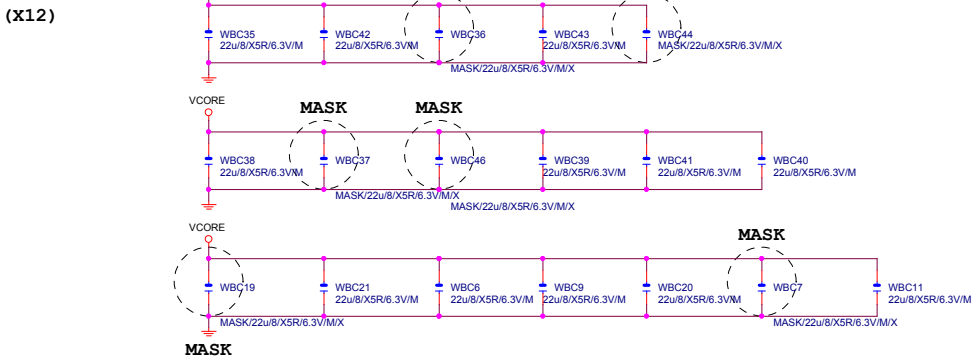 (X12)
WBC35
22u/8/X5R/6.3V/M
WBC42
22u/8/X5R/6.3V/M
WBC36
MASK/22u/8/X5R/6.3V/M/X
WBC43
22u/8/X5R/6.3V/M
WBC44
MASK/22u/8/X5R/6.3V/M/X
VCORE
MASK
MASK
WBC38
22u/8/X5R/6.3V/M
WBC37
MASK/22u/8/X5R/6.3V/M/X
WBC46
MASK/22u/8/X5R/6.3V/M/X
WBC39
22u/8/X5R/6.3V/M
WBC41
22u/8/X5R/6.3V/M
WBC40
22u/8/X5R/6.3V/M
VCORE
MASK
WBC19
MASK/22u/8/X5R/6.3V/M/X
WBC21
22u/8/X5R/6.3V/M
WBC6
22u/8/X5R/6.3V/M
WBC9
22u/8/X5R/6.3V/M
WBC20
22u/8/X5R/6.3V/M
WBC7
MASK/22u/8/X5R/6.3V/M/X
WBC11
22u/8/X5R/6.3V/M
MASK